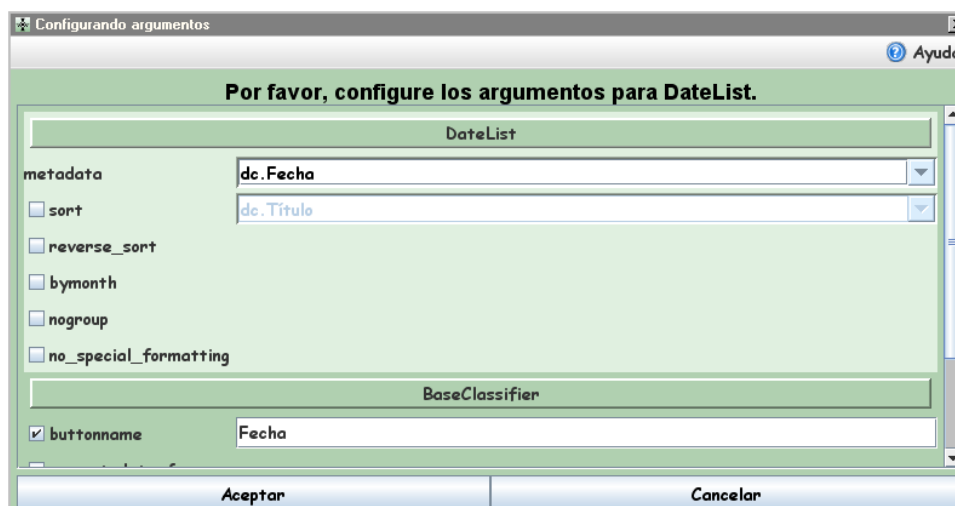 Configurando argumentos
Ayuda
Por favor, configure los argumentos para DateList.
DateList
metadata dc.Fecha
sort dc.Título
reverse_sort
bymonth
nogroup
no_special_formatting
BaseClassifier
buttonname Fecha
Aceptar Cancelar